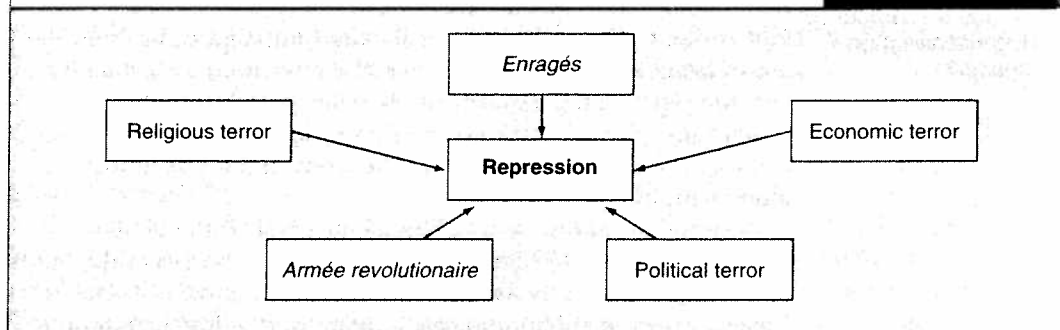 Enragés
Religious terror
Economic terror
Repression
Armée revolutionaire
Political terror